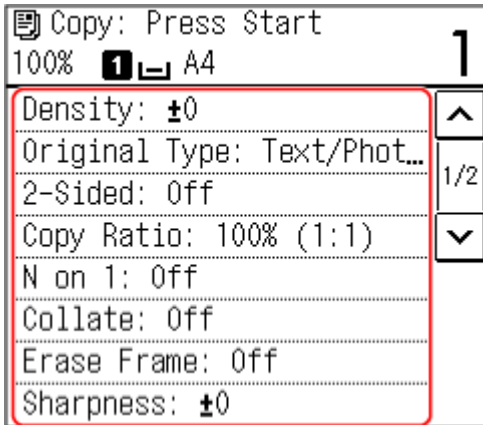 Copy: Press Start
100% 1 A4
1
Density: ±0
Original Type: Text/Phot…
1/2
2-Sided: Off
Copy Ratio: 100% (1:1)
N on 1: Off
Collate: Off
Erase Frame: Off
Sharpness: ±0